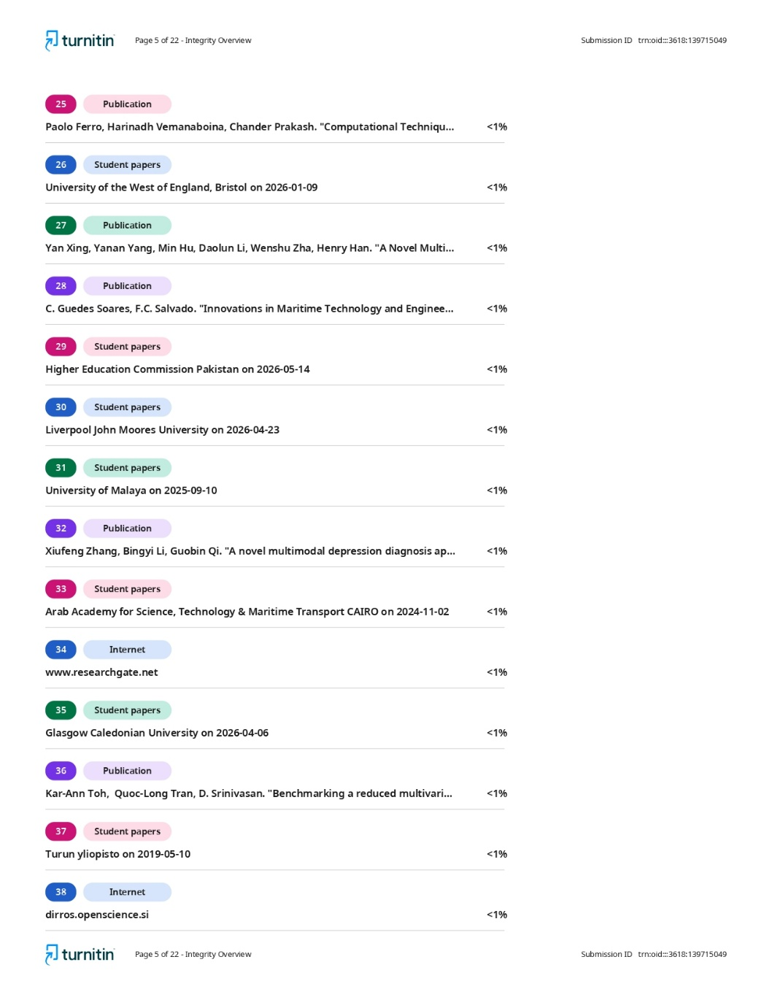 turnitin Page 5 of 22 - Integrity Overview Submission ID trn:oid:::3618:139715049
25 Publication
Paolo Ferro, Harinadh Vemanaboina, Chander Prakash. "Computational Techniqu... <1%
26 Student papers
University of the West of England, Bristol on 2026-01-09 <1%
27 Publication
Yan Xing, Yanan Yang, Min Hu, Daolun Li, Wenshu Zha, Henry Han. "A Novel Multi... <1%
28 Publication
C. Guedes Soares, F.C. Salvado. "Innovations in Maritime Technology and Enginee... <1%
29 Student papers
Higher Education Commission Pakistan on 2026-05-14 <1%
30 Student papers
Liverpool John Moores University on 2026-04-23 <1%
31 Student papers
University of Malaya on 2025-09-10 <1%
32 Publication
Xiufeng Zhang, Bingyi Li, Guobin Qi. "A novel multimodal depression diagnosis ap... <1%
33 Student papers
Arab Academy for Science, Technology & Maritime Transport CAIRO on 2024-11-02 <1%
34 Internet
www.researchgate.net <1%
35 Student papers
Glasgow Caledonian University on 2026-04-06 <1%
36 Publication
Kar-Ann Toh, Quoc-Long Tran, D. Srinivasan. "Benchmarking a reduced multivari... <1%
37 Student papers
Turun yliopisto on 2019-05-10 <1%
38 Internet
dirros.openscience.si <1%
turnitin Page 5 of 22 - Integrity Overview Submission ID trn:oid:::3618:139715049